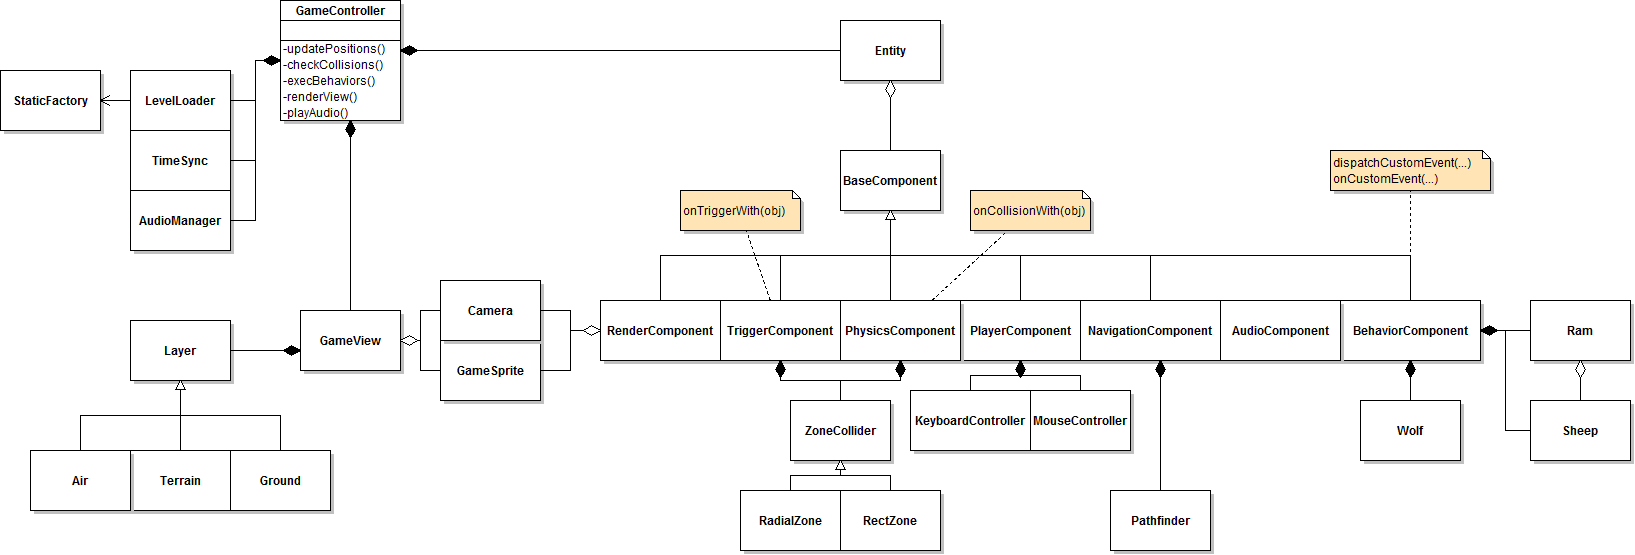 GameController
-updatePositions()
-checkCollisions()
-execBehaviors()
-renderView()
-playAudio()
Entity
StaticFactory
LevelLoader
TimeSync
AudioManager
BaseComponent
dispatchCustomEvent(...)
onCustomEvent(...)
onTriggerWith(obj)
onCollisionWith(obj)
Camera
GameSprite
GameView
Layer
RenderComponent
TriggerComponent
PhysicsComponent
PlayerComponent
NavigationComponent
AudioComponent
BehaviorComponent
Ram
ZoneCollider
KeyboardController
MouseController
Wolf
Sheep
Air
Terrain
Ground
RadialZone
RectZone
Pathfinder